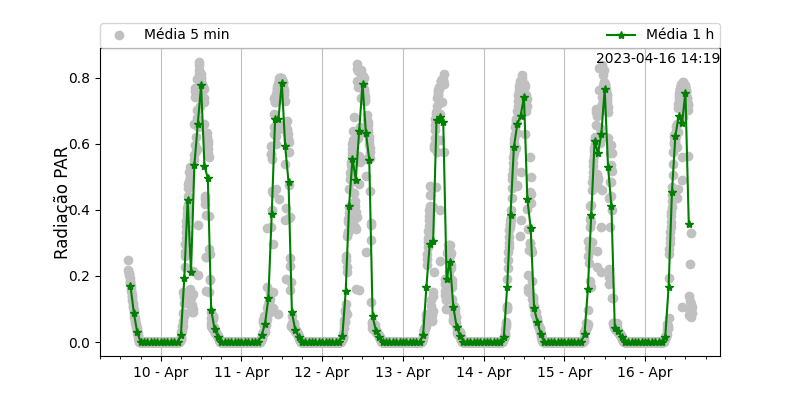 Média 5 min
Média 1 h
2023-04-16 14:19
Radiação PAR
0.8
0.6
0.4
0.2
0.0
10 - Apr
11 - Apr
12 - Apr
13 - Apr
14 - Apr
15 - Apr
16 - Apr